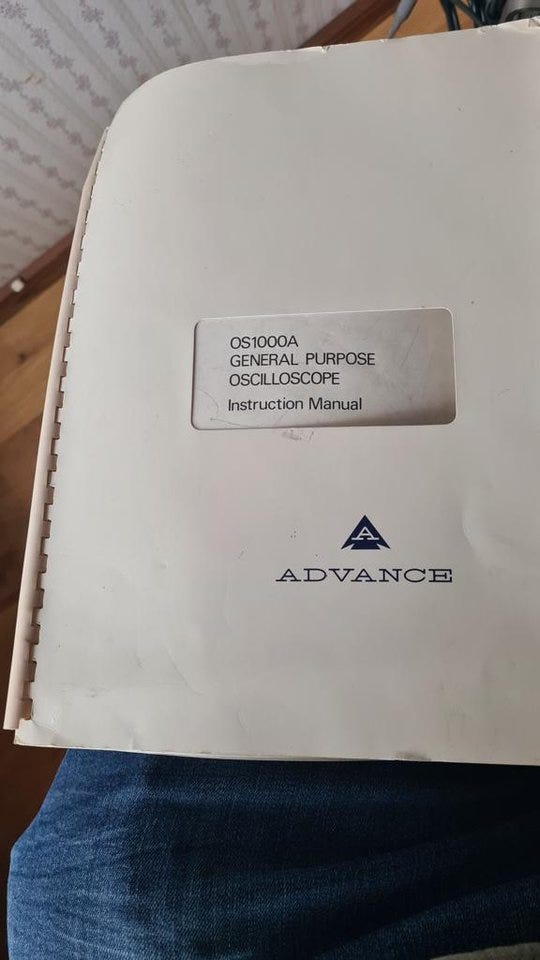 OS1000A
GENERAL PURPOSE
OSCILLOSCOPE
Instruction Manual
A
ADVANCE